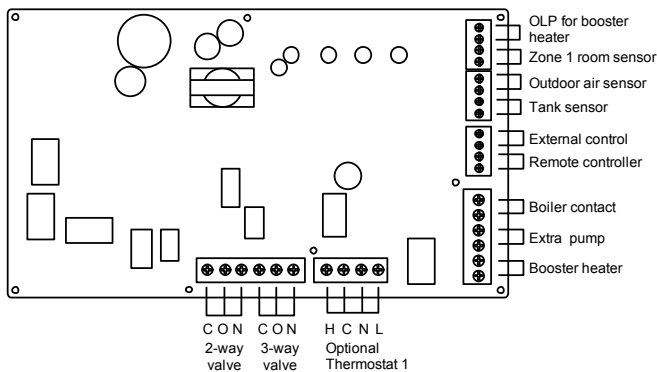 OLP for booster
heater
Zone 1 room sensor
Outdoor air sensor
Tank sensor
External control
Remote controller
Boiler contact
Extra pump
Booster heater
C O N
2-way
valve
C O N
3-way
valve
H C N L
Optional
Thermostat 1